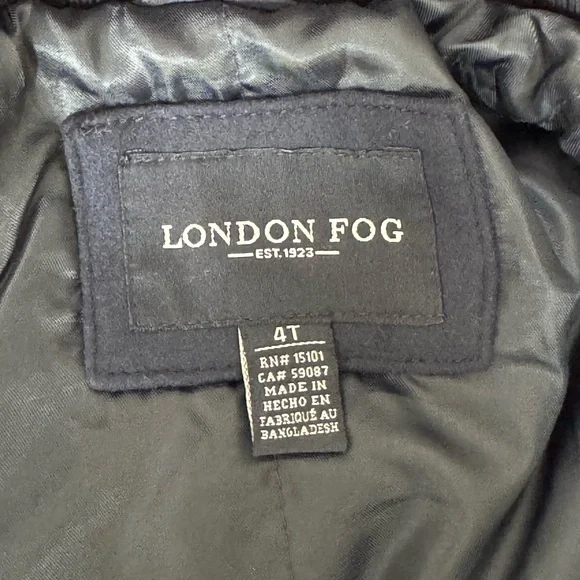 LONDON FOG
EST. 1923
4T
RN# 15101
CA# 59087
MADE IN
HECHO EN
FABRIQUÉ AU
BANGLADESH